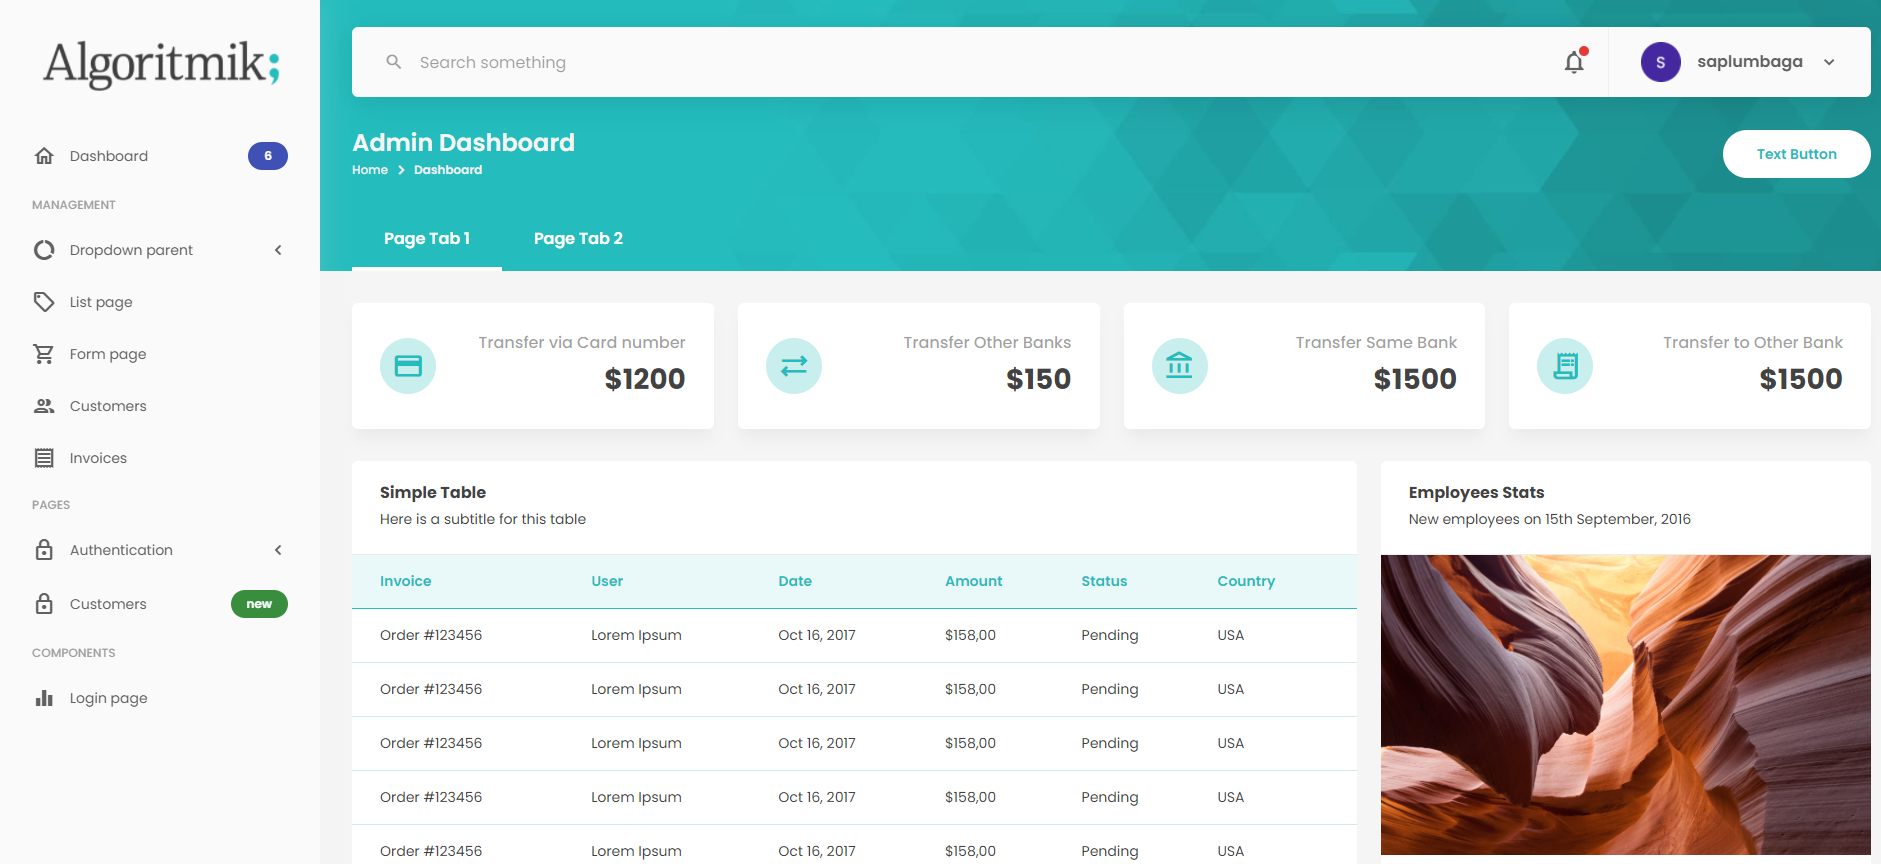 Algoritmik;
Dashboard 6
MANAGEMENT
Dropdown parent
List page
Form page
Customers
Invoices
PAGES
Authentication
Customers new
COMPONENTS
Login page
Search something
S saplumbaga
Admin Dashboard
Home Dashboard
Text Button
Page Tab 1 Page Tab 2
Transfer via Card number
$1200
Transfer Other Banks
$150
Transfer Same Bank
$1500
Transfer to Other Bank
$1500
Simple Table
Here is a subtitle for this table
Invoice User Date Amount Status Country
Order #123456 Lorem Ipsum Oct 16, 2017 $158,00 Pending USA
Order #123456 Lorem Ipsum Oct 16, 2017 $158,00 Pending USA
Order #123456 Lorem Ipsum Oct 16, 2017 $158,00 Pending USA
Order #123456 Lorem Ipsum Oct 16, 2017 $158,00 Pending USA
Order #123456 Lorem Ipsum Oct 16, 2017 $158,00 Pending USA
Employees Stats
New employees on 15th September, 2016